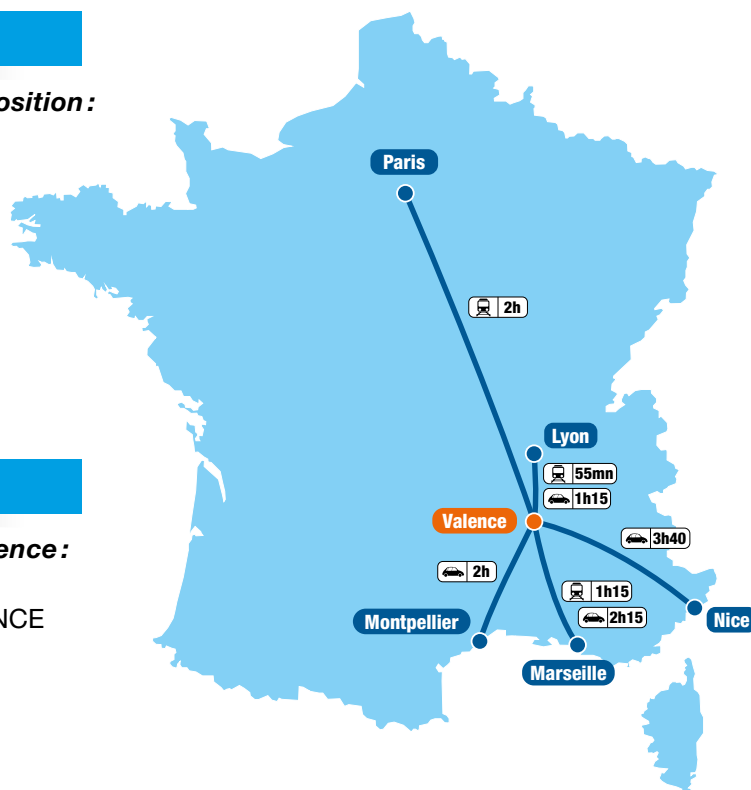 osition :
Paris
2h
Lyon
55mn
1h15
Valence
3h40
ence :
2h
1h15
NCE
2h15
Montpellier
Nice
Marseille